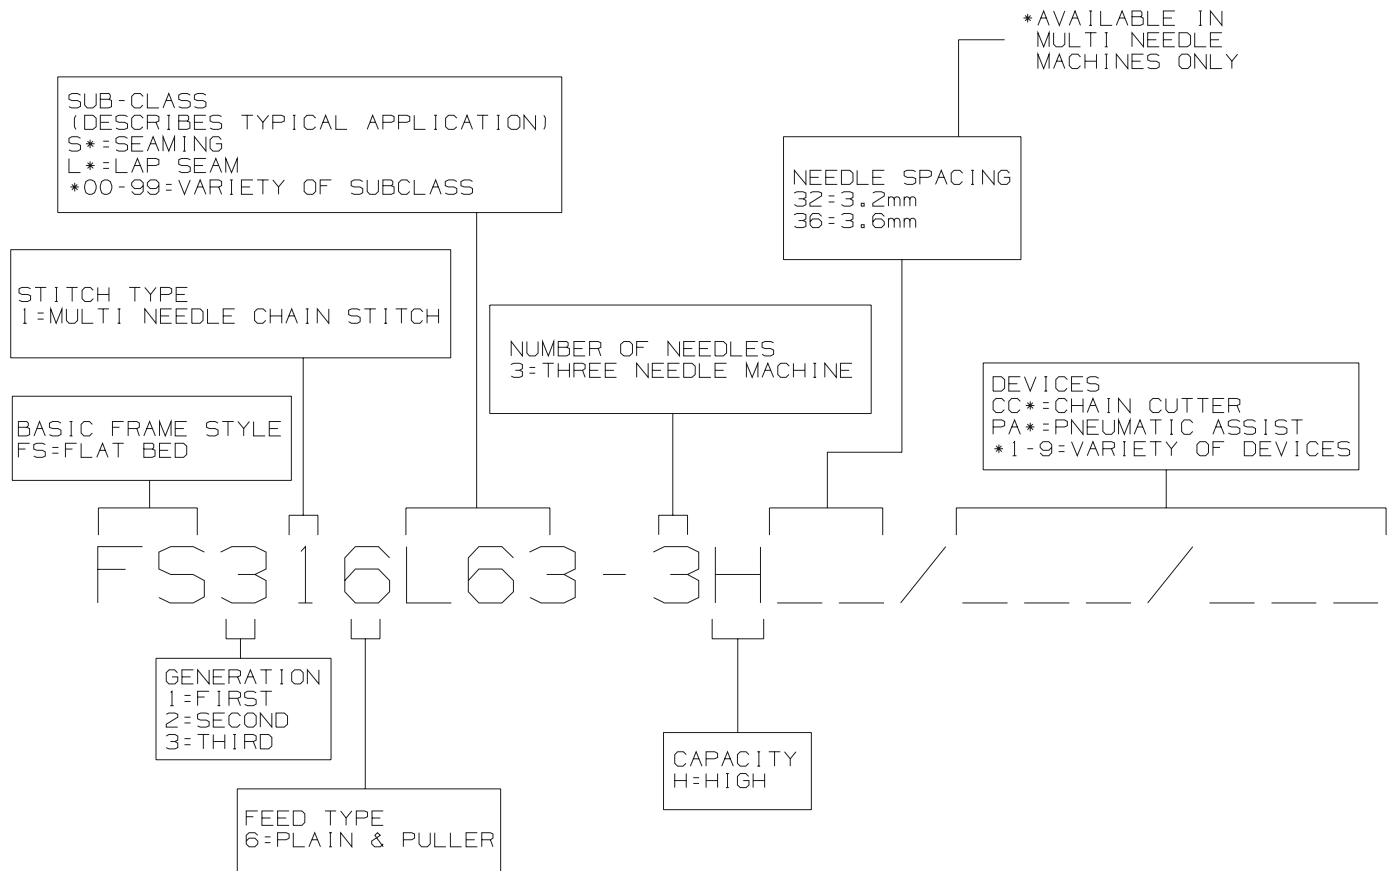 *AVAILABLE IN
MULTI NEEDLE
MACHINES ONLY
SUB-CLASS
(DESCRIBES TYPICAL APPLICATION)
S*=SEAMING
L*=LAP SEAM
*00-99=VARIETY OF SUBCLASS
NEEDLE SPACING
32=3.2mm
36=3.6mm
STITCH TYPE
1=MULTI NEEDLE CHAIN STITCH
NUMBER OF NEEDLES
3=THREE NEEDLE MACHINE
DEVICES
CC*=CHAIN CUTTER
PA*=PNEUMATIC ASSIST
*1-9=VARIETY OF DEVICES
BASIC FRAME STYLE
FS=FLAT BED
FS316L63-3H__/___/___
GENERATION
1=FIRST
2=SECOND
3=THIRD
CAPACITY
H=HIGH
FEED TYPE
6=PLAIN & PULLER